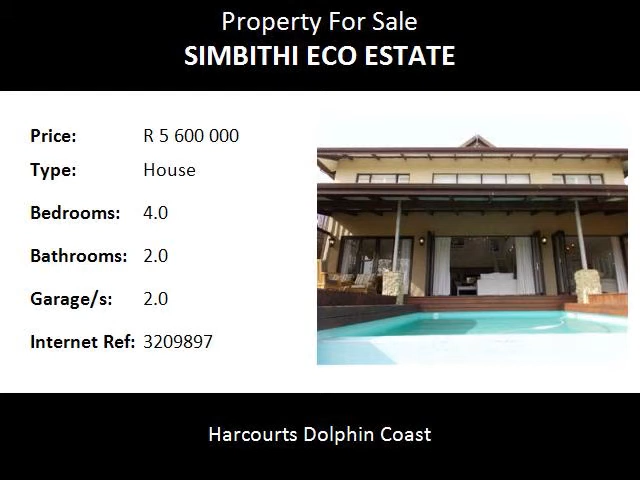 Property For Sale
SIMBITHI ECO ESTATE
Price: R 5 600 000
Type: House
Bedrooms: 4.0
Bathrooms: 2.0
Garage/s: 2.0
Internet Ref: 3209897
Harcourts Dolphin Coast